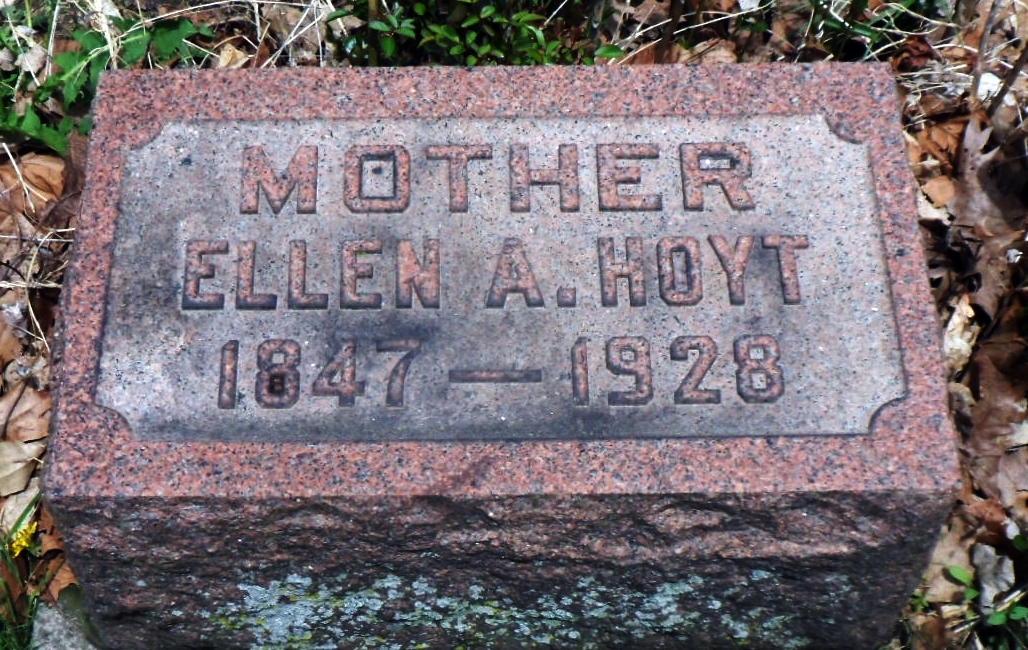 MOTHER
ELLEN A. HOYT
1847 — 1928